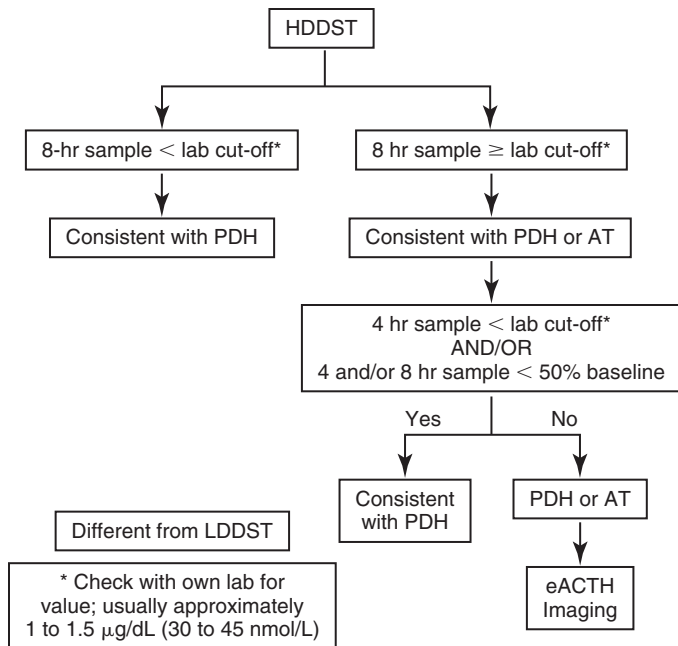 HDDST
8-hr sample < lab cut-off*
8 hr sample ≥ lab cut-off*
Consistent with PDH
Consistent with PDH or AT
4 hr sample < lab cut-off*
AND/OR
4 and/or 8 hr sample < 50% baseline
Yes
No
Consistent
with PDH
PDH or AT
Different from LDDST
* Check with own lab for
value; usually approximately
1 to 1.5 μg/dL (30 to 45 nmol/L)
eACTH
Imaging